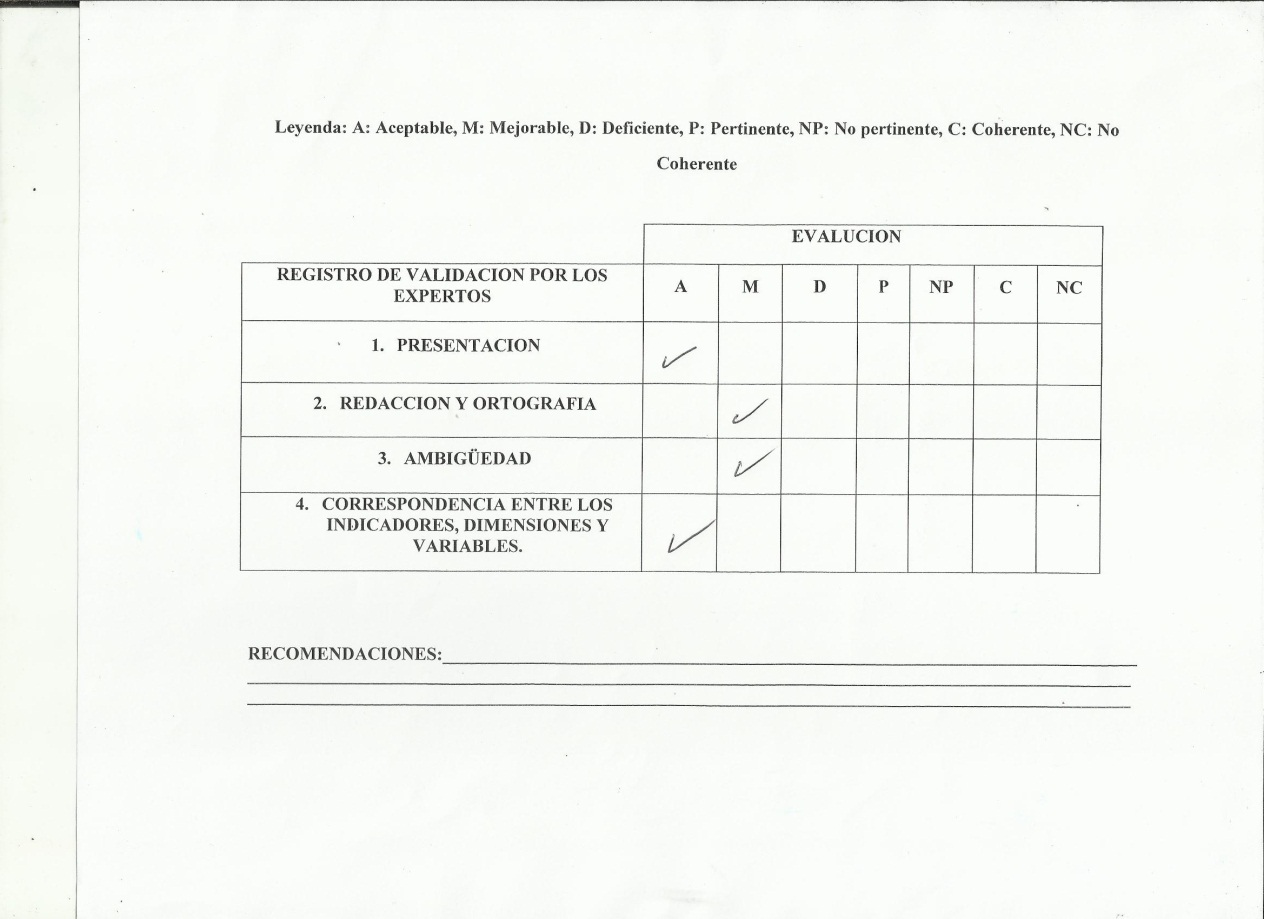 Leyenda: A: Aceptable, M: Mejorable, D: Deficiente, P: Pertinente, NP: No pertinente, C: Coherente, NC: No
Coherente
EVALUCION
REGISTRO DE VALIDACION POR LOS
EXPERTOS
A M D P NP C NC
1. PRESENTACION ✓
2. REDACCION Y ORTOGRAFIA ✓
3. AMBIGÜEDAD ✓
4. CORRESPONDENCIA ENTRE LOS
INDICADORES, DIMENSIONES Y
VARIABLES. ✓
RECOMENDACIONES: